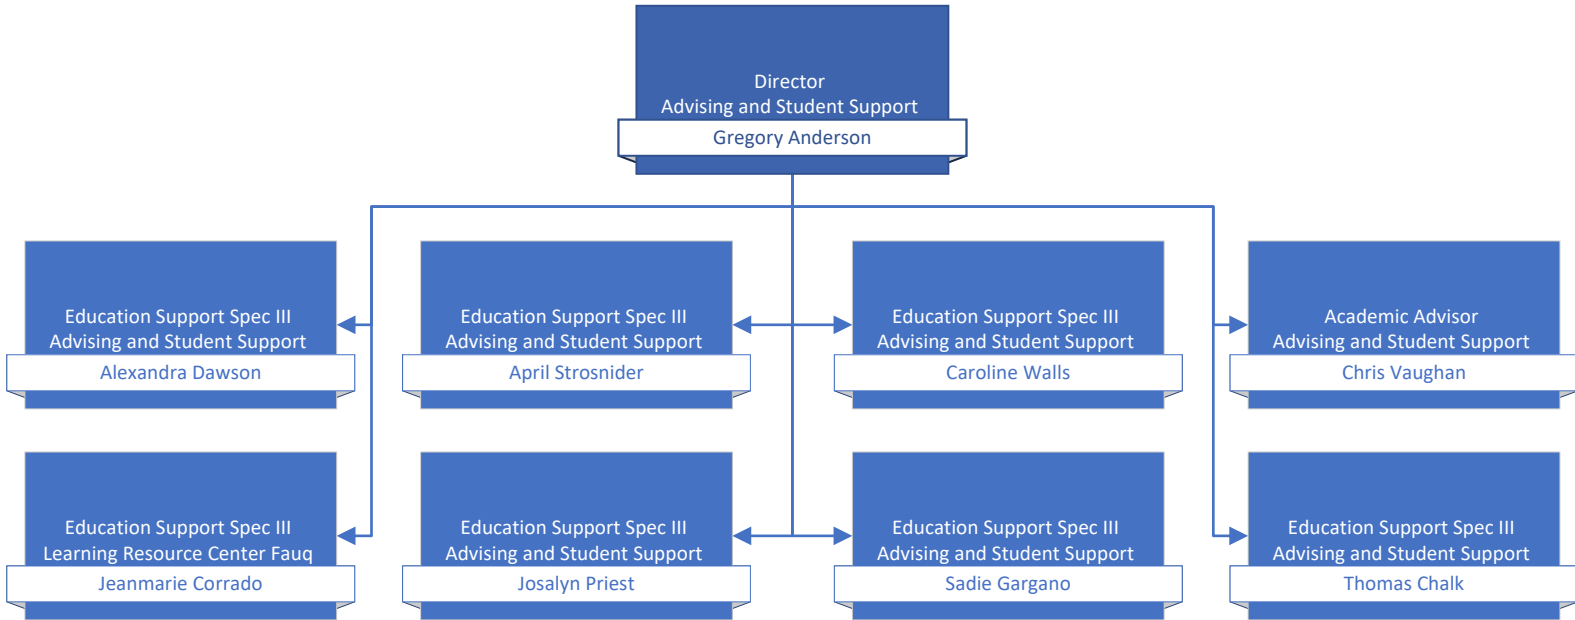 Director
Advising and Student Support
Gregory Anderson
Education Support Spec III
Advising and Student Support
Alexandra Dawson
Education Support Spec III
Advising and Student Support
April Strosnider
Education Support Spec III
Advising and Student Support
Caroline Walls
Academic Advisor
Advising and Student Support
Chris Vaughan
Education Support Spec III
Learning Resource Center Fauq
Jeanmarie Corrado
Education Support Spec III
Advising and Student Support
Josalyn Priest
Education Support Spec III
Advising and Student Support
Sadie Gargano
Education Support Spec III
Advising and Student Support
Thomas Chalk